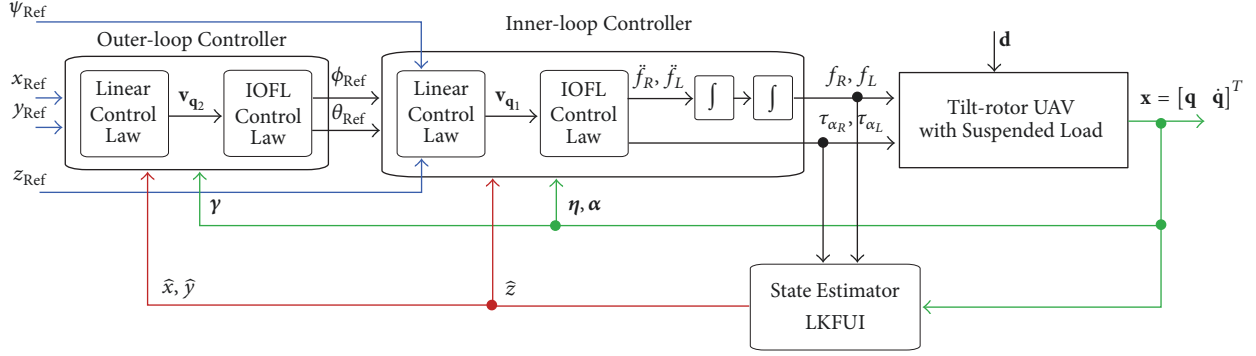 ψRef
Inner-loop Controller
Outer-loop Controller
d
xRef
yRef
Linear
Control
Law
vq2
IOFL
Control
Law
ϕRef
θRef
Linear
Control
Law
vq1
IOFL
Control
Law
f̈R, f̈L
∫
∫
fR, fL
ταR, ταL
Tilt-rotor UAV
with Suspended Load
x = [q q̇]ᵀ
zRef
γ
η, α
x̂, ŷ
ẑ
State Estimator
LKFUI